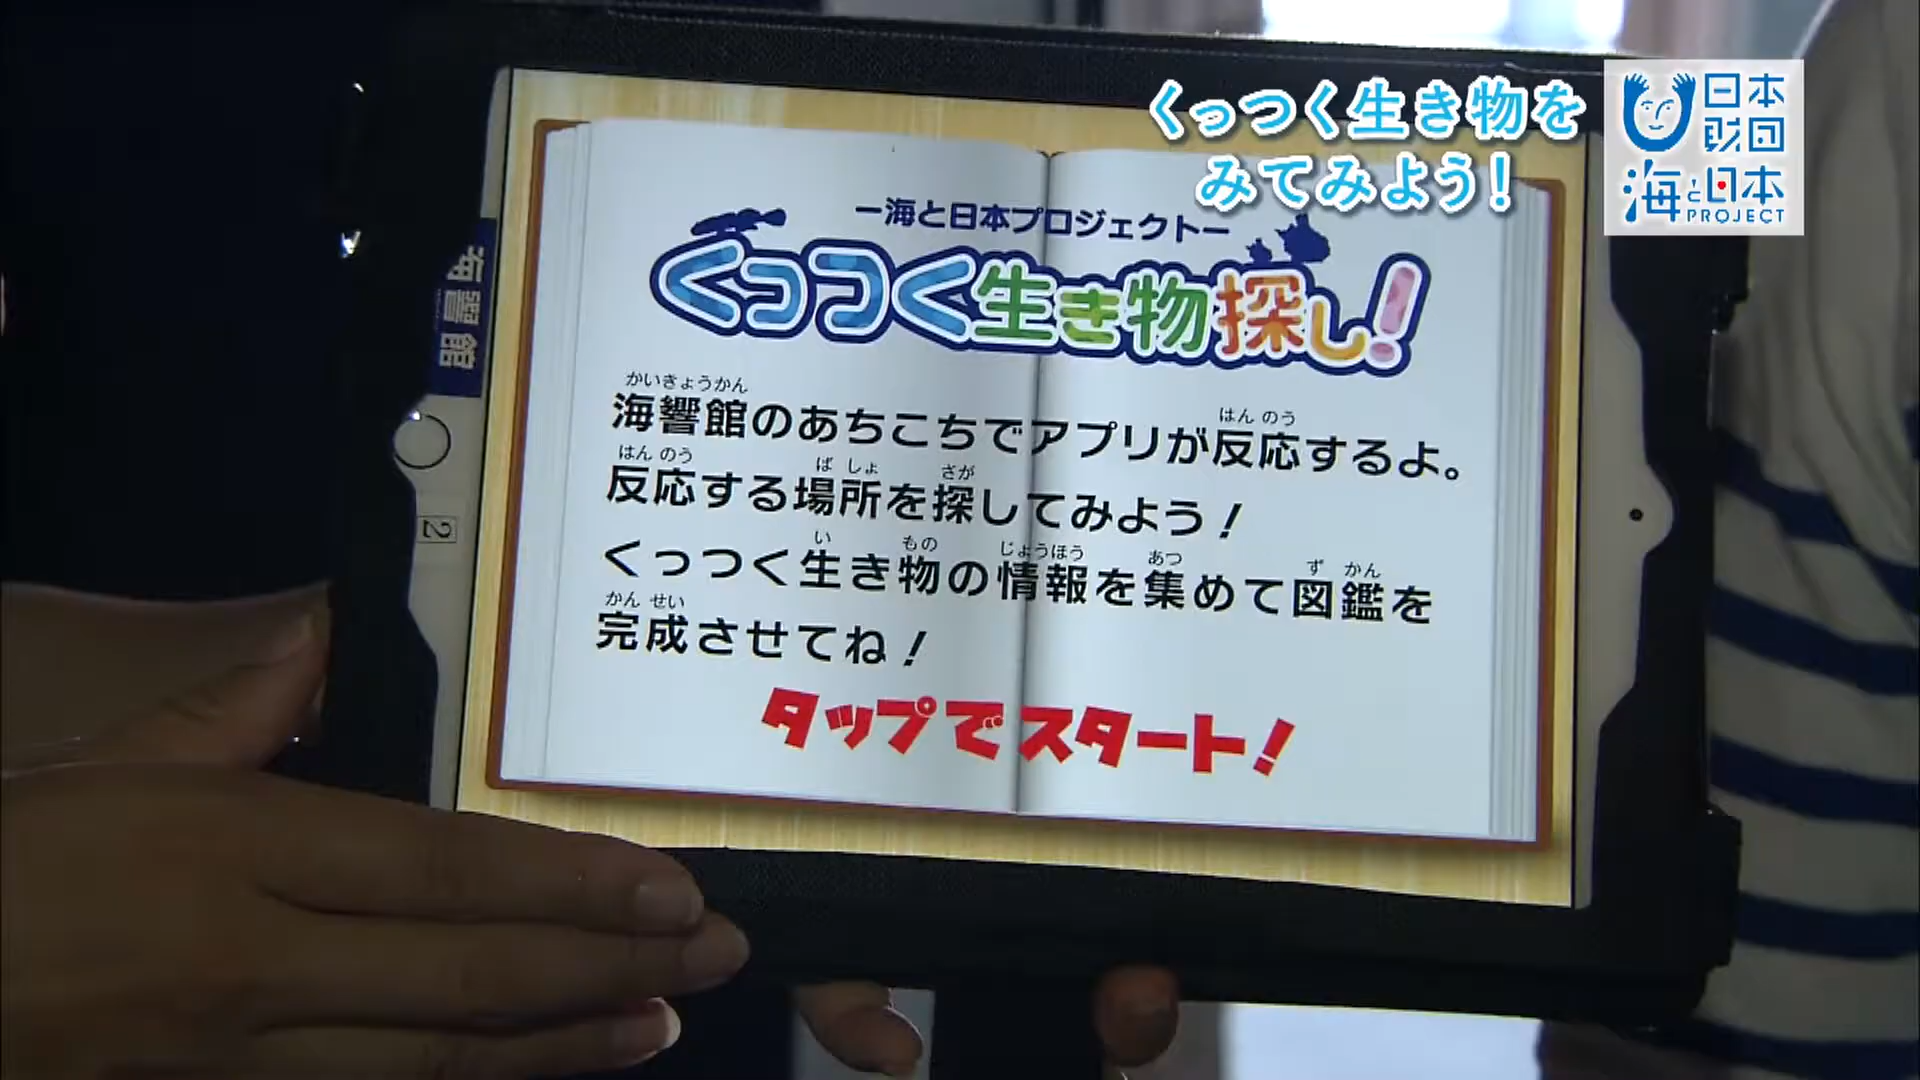 くっつく生き物を
みてみよう!
日本
財団
海と日本
PROJECT
ー海と日本プロジェクトー
くっつく生き物探し!
かいきょうかん
海響館のあちこちでアプリが反応するよ。
はんのう
はんのう ばしょ さが
反応する場所を探してみよう!
い もの じょうほう あつ ずかん
くっつく生き物の情報を集めて図鑑を
かんせい
完成させてね!
タップでスタート!
海響館
2